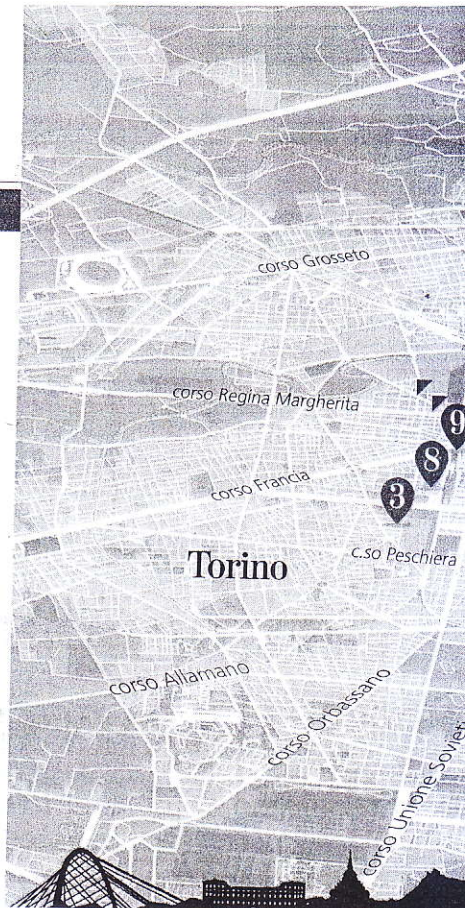 corso Grosseto
corso Regina Margherita
9
8
corso Francia
3
c.so Peschiera
Torino
corso Allamano
corso Orbassano
corso Unione Soviet